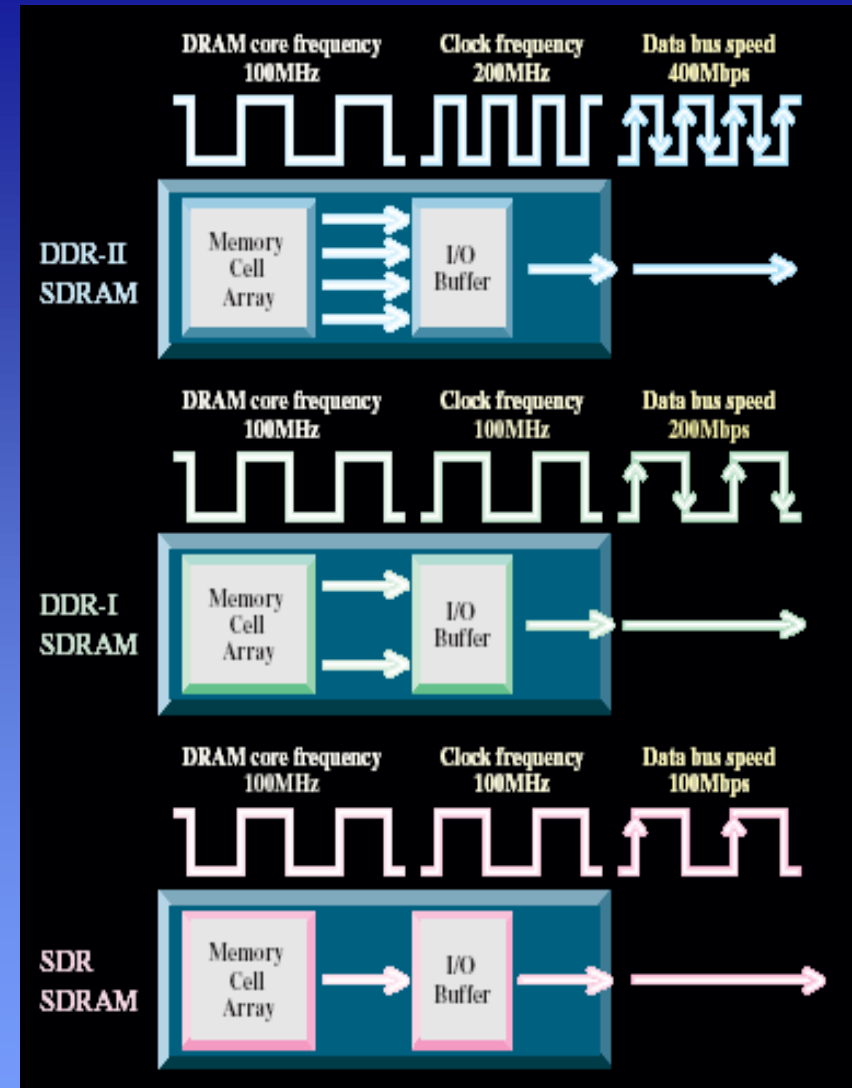 DRAM core frequency
100MHz
Clock frequency
200MHz
Data bus speed
400Mbps
DDR-II
SDRAM
Memory
Cell
Array
I/O
Buffer
DRAM core frequency
100MHz
Clock frequency
100MHz
Data bus speed
200Mbps
DDR-I
SDRAM
Memory
Cell
Array
I/O
Buffer
DRAM core frequency
100MHz
Clock frequency
100MHz
Data bus speed
100Mbps
SDR
SDRAM
Memory
Cell
Array
I/O
Buffer